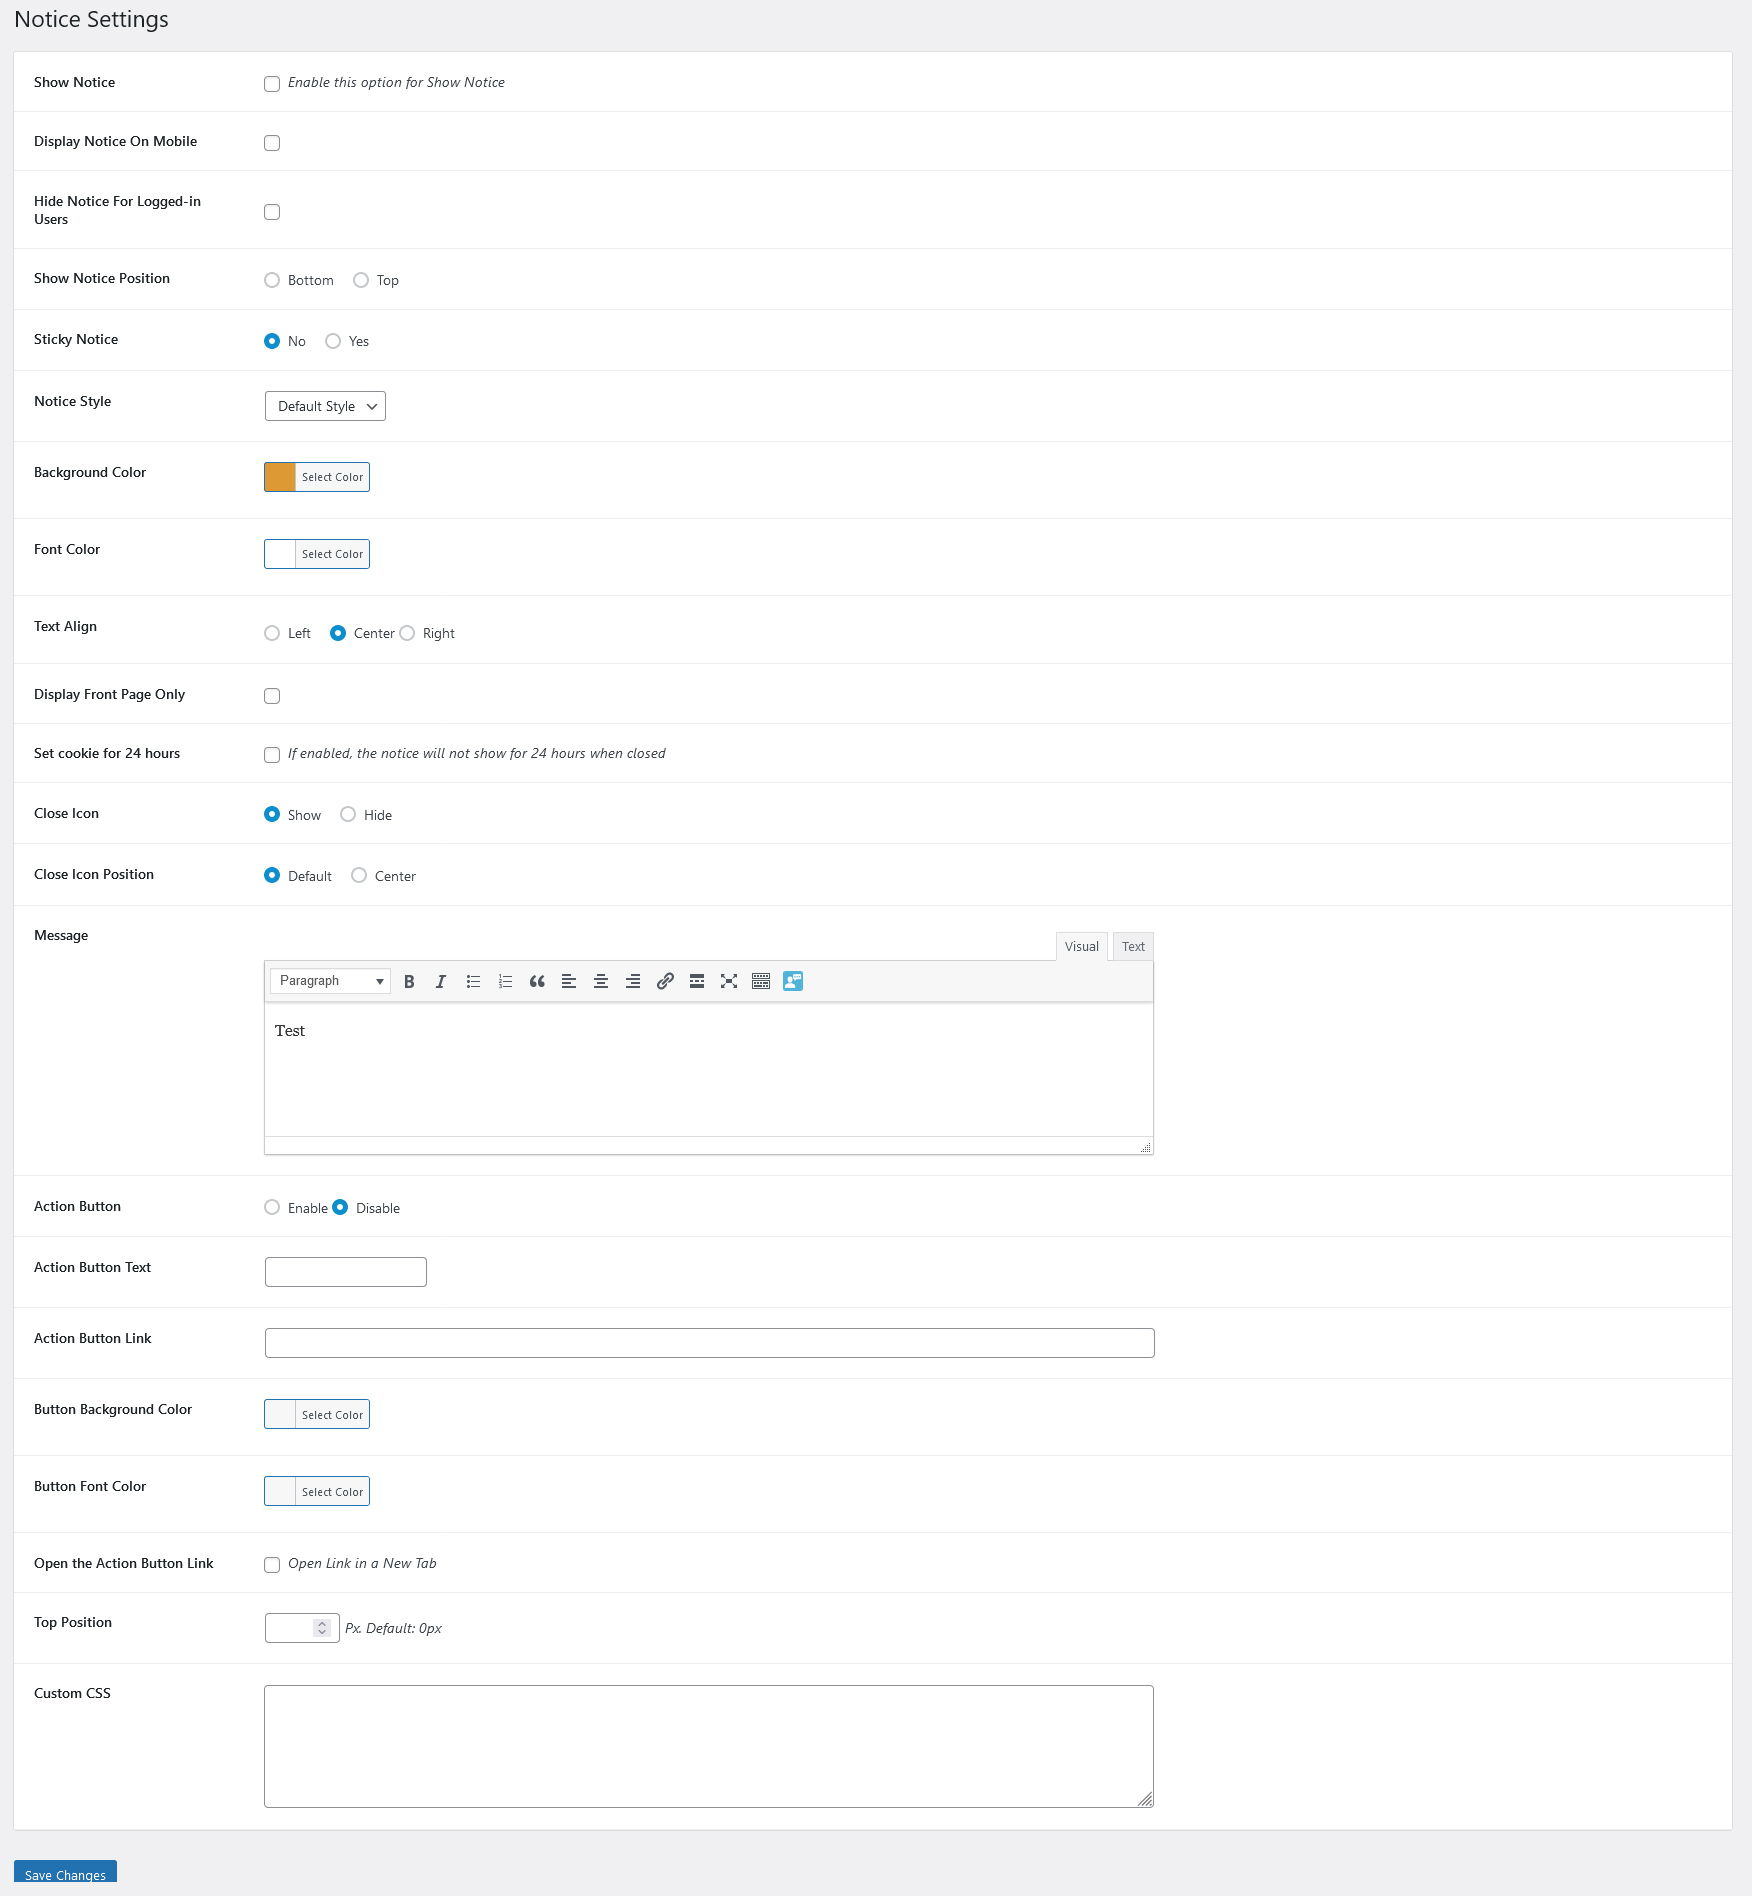 Notice Settings
Show Notice
Enable this option for Show Notice
Display Notice On Mobile
Hide Notice For Logged-in
Users
Show Notice Position
Bottom Top
Sticky Notice
No Yes
Notice Style
Default Style
Background Color
Select Color
Font Color
Select Color
Text Align
Left Center Right
Display Front Page Only
Set cookie for 24 hours
If enabled, the notice will not show for 24 hours when closed
Close Icon
Show Hide
Close Icon Position
Default Center
Message
Visual Text
Paragraph
Test
Action Button
Enable Disable
Action Button Text
Action Button Link
Button Background Color
Select Color
Button Font Color
Select Color
Open the Action Button Link
Open Link in a New Tab
Top Position
Px. Default: 0px
Custom CSS
Save Changes